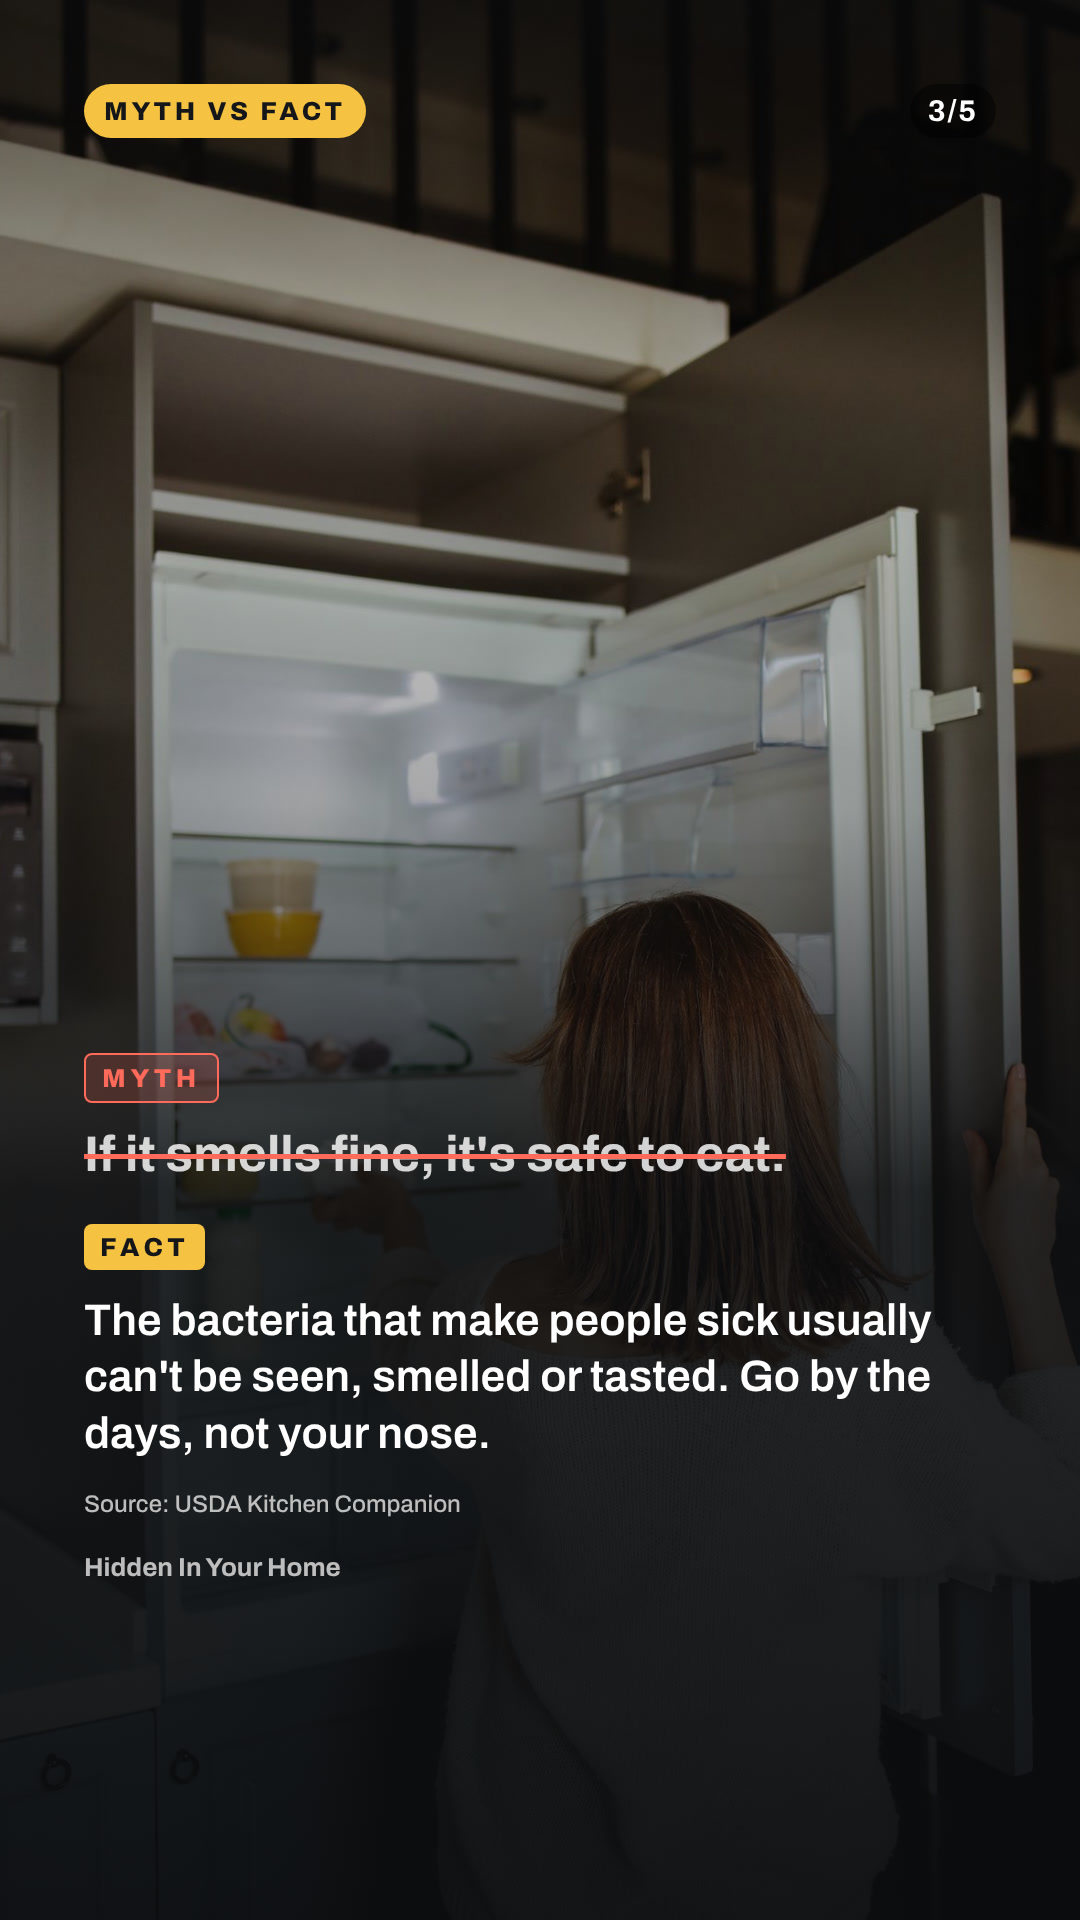 MYTH VS FACT
3/5
MYTH
If it smells fine, it's safe to eat.
FACT
The bacteria that make people sick usually
can't be seen, smelled or tasted. Go by the
days, not your nose.
Source: USDA Kitchen Companion
Hidden In Your Home